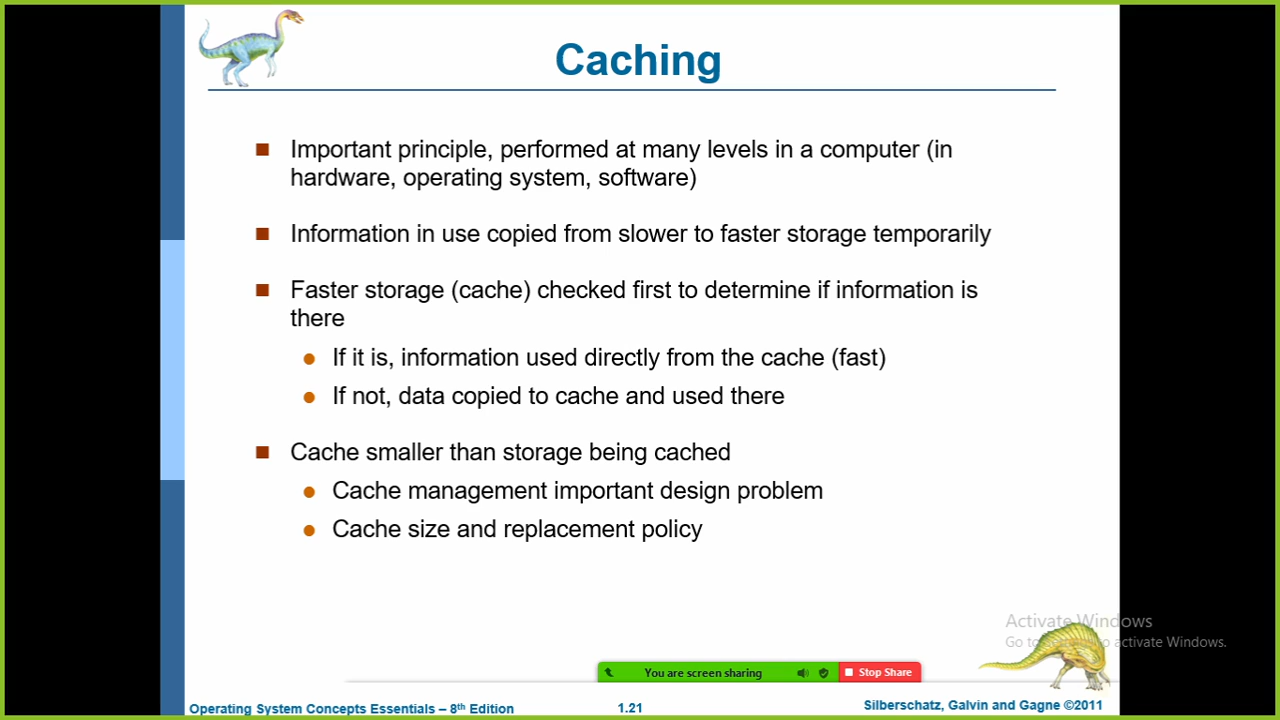 Caching
Important principle, performed at many levels in a computer (in
hardware, operating system, software)
Information in use copied from slower to faster storage temporarily
Faster storage (cache) checked first to determine if information is
there
If it is, information used directly from the cache (fast)
If not, data copied to cache and used there
Cache smaller than storage being cached
Cache management important design problem
Cache size and replacement policy
Activate Windows
Go to Settings to activate Windows.
You are screen sharing
Stop Share
Operating System Concepts Essentials – 8th Edition
1.21
Silberschatz, Galvin and Gagne ©2011